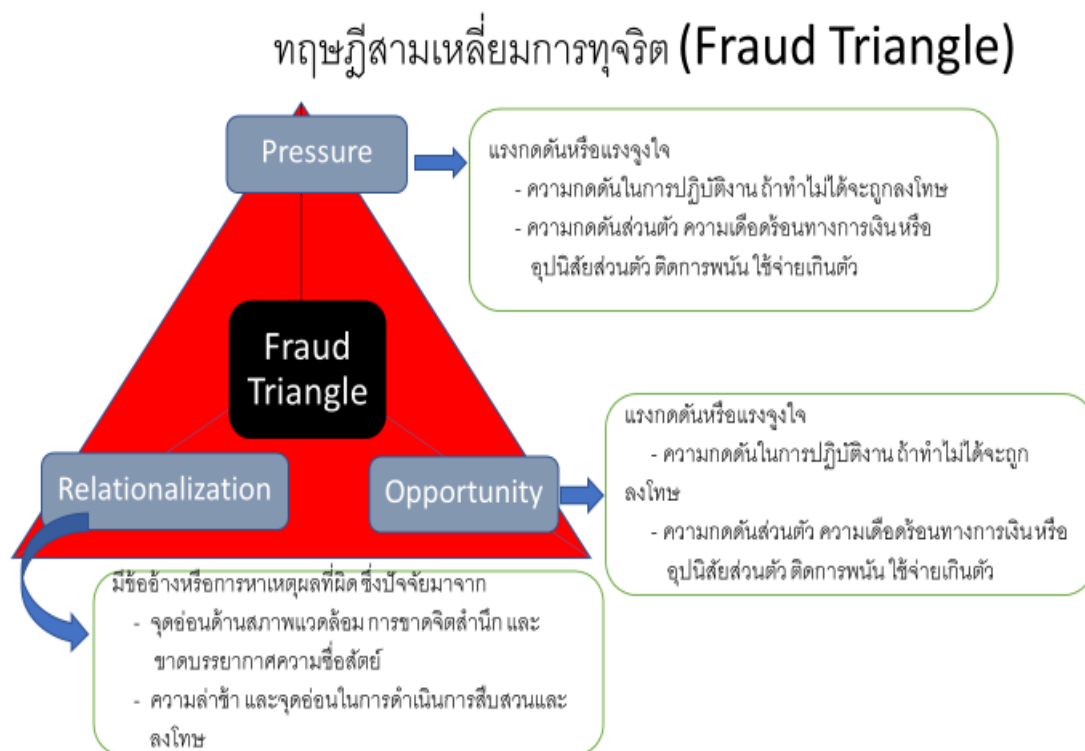 ทฤษฎีสามเหลี่ยมการทุจริต (Fraud Triangle)
Pressure
แรงกดดันหรือแรงจูงใจ
- ความกดดันในการปฏิบัติงาน ถ้าทำไม่ได้จะถูกลงโทษ
- ความกดดันส่วนตัว ความเดือดร้อนทางการเงิน หรือ
อุปนิสัยส่วนตัว ติดการพนัน ใช้จ่ายเกินตัว
Fraud
Triangle
Relationalization
Opportunity
แรงกดดันหรือแรงจูงใจ
- ความกดดันในการปฏิบัติงาน ถ้าทำไม่ได้จะถูก
ลงโทษ
- ความกดดันส่วนตัว ความเดือดร้อนทางการเงิน หรือ
อุปนิสัยส่วนตัว ติดการพนัน ใช้จ่ายเกินตัว
มีข้ออ้างหรือการหาเหตุผลที่ผิด ซึ่งปัจจัยมาจาก
- จุดอ่อนด้านสภาพแวดล้อม การขาดจิตสำนึก และ
ขาดบรรยากาศความซื่อสัตย์
- ความล่าช้า และจุดอ่อนในการดำเนินการสืบสวนและ
ลงโทษ